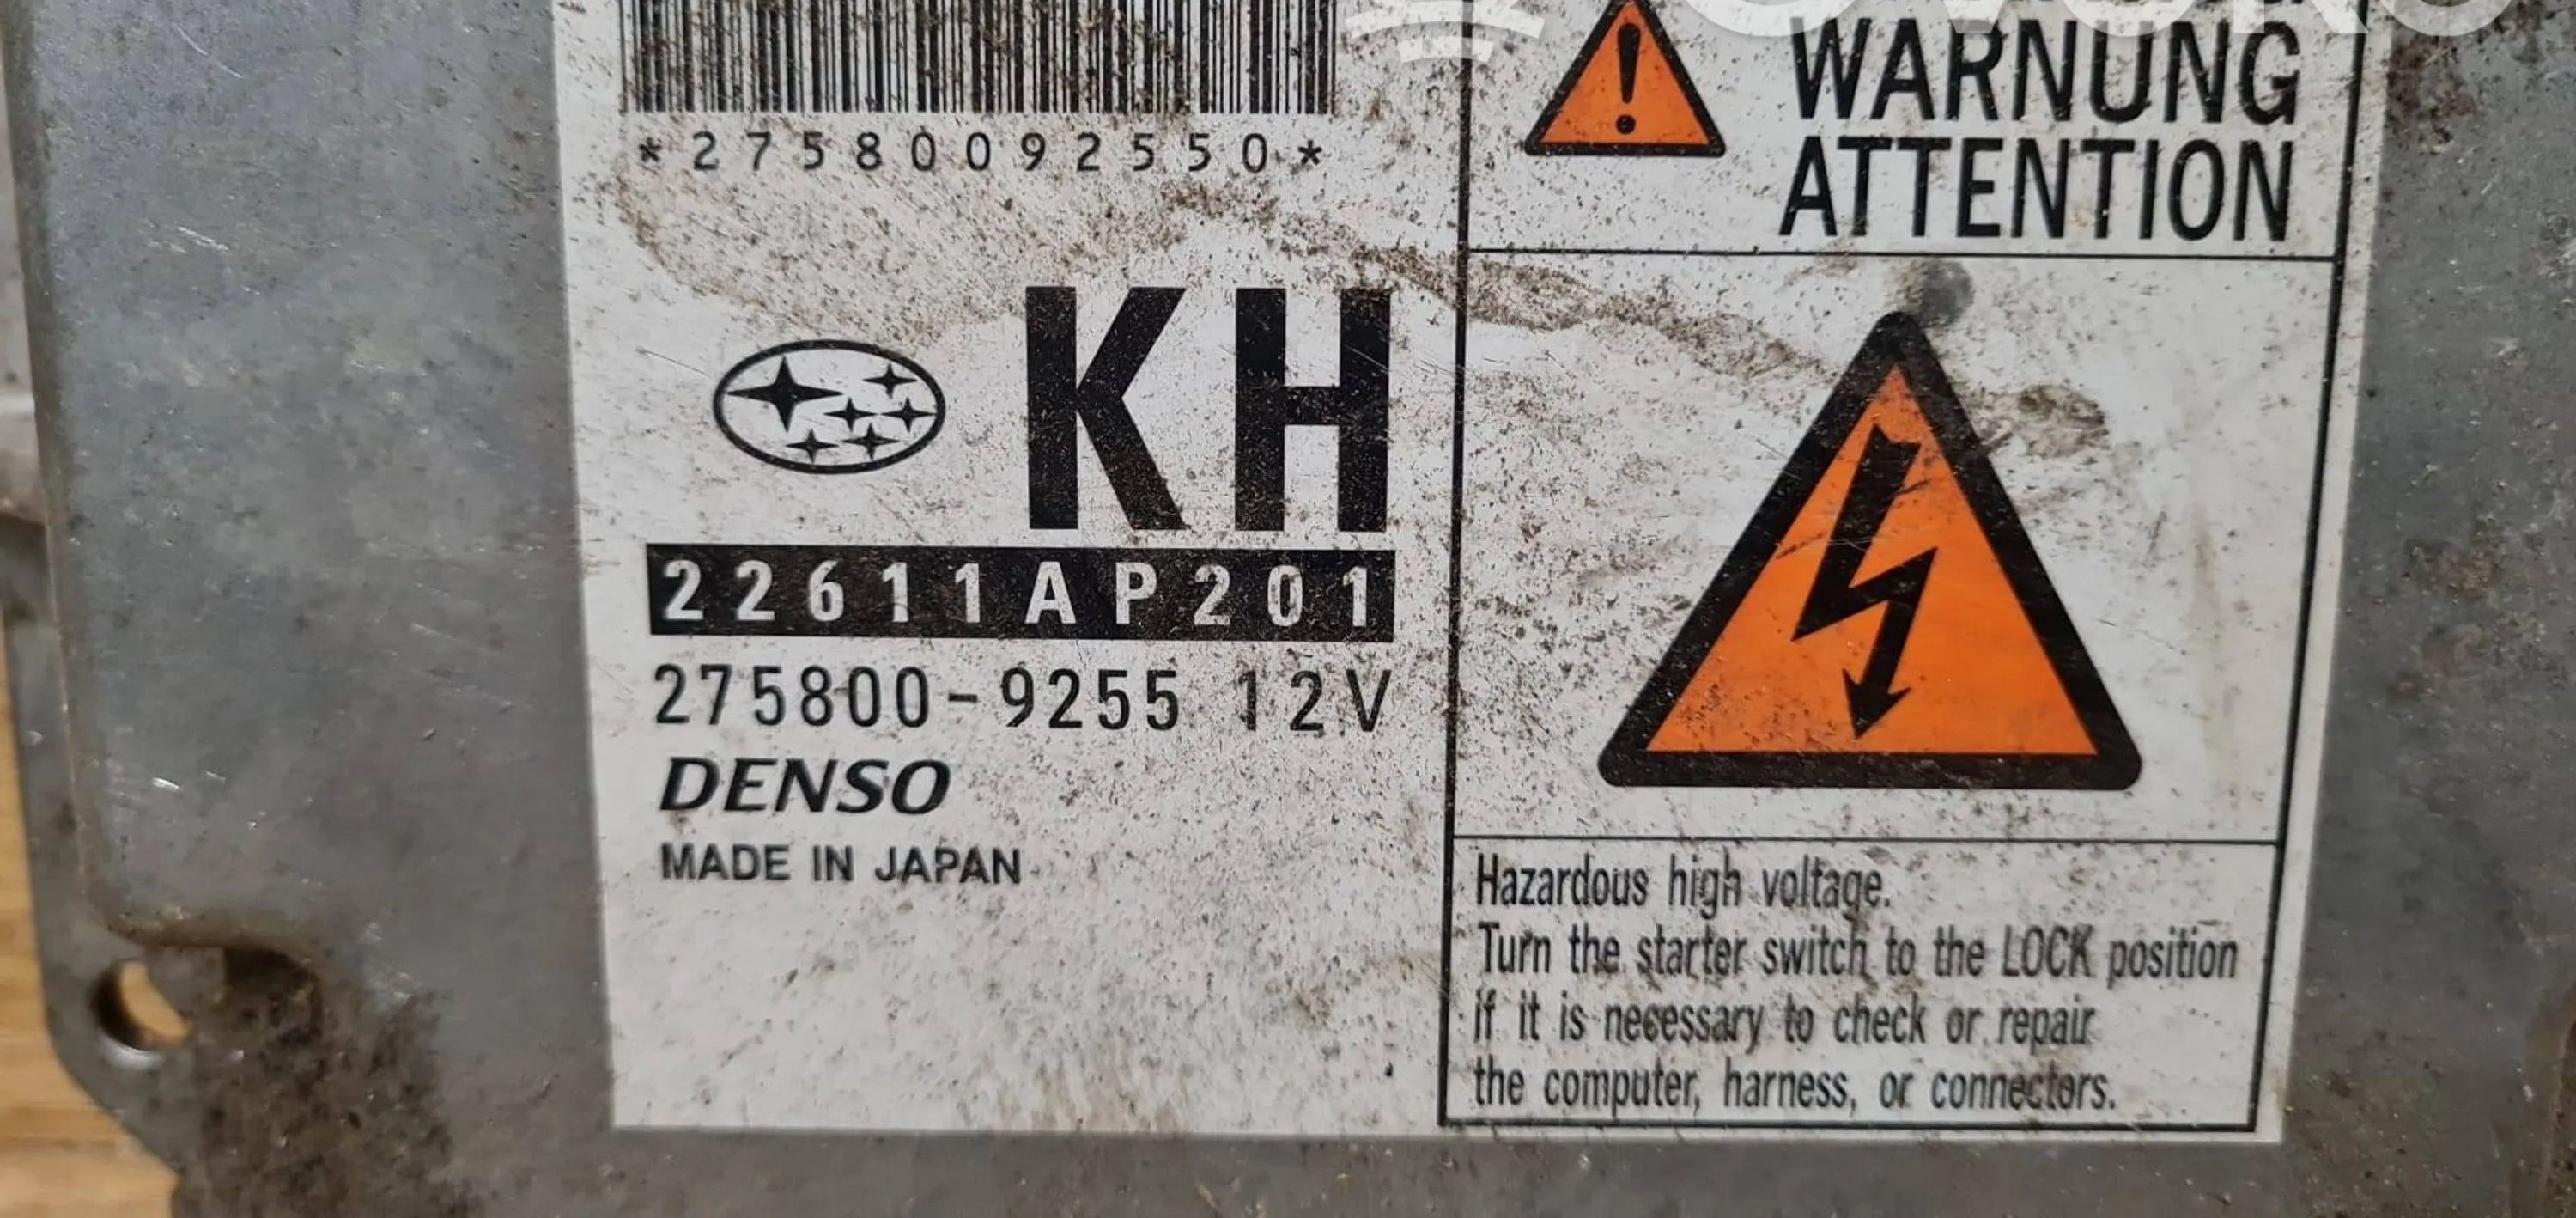 *27580092550*
WARNUNG
ATTENTION
KH
22611AP201
275800-9255 12V
DENSO
MADE IN JAPAN
Hazardous high voltage.
Turn the starter switch to the LOCK position
if it is necessary to check or repair
the computer, harness, or connectors.